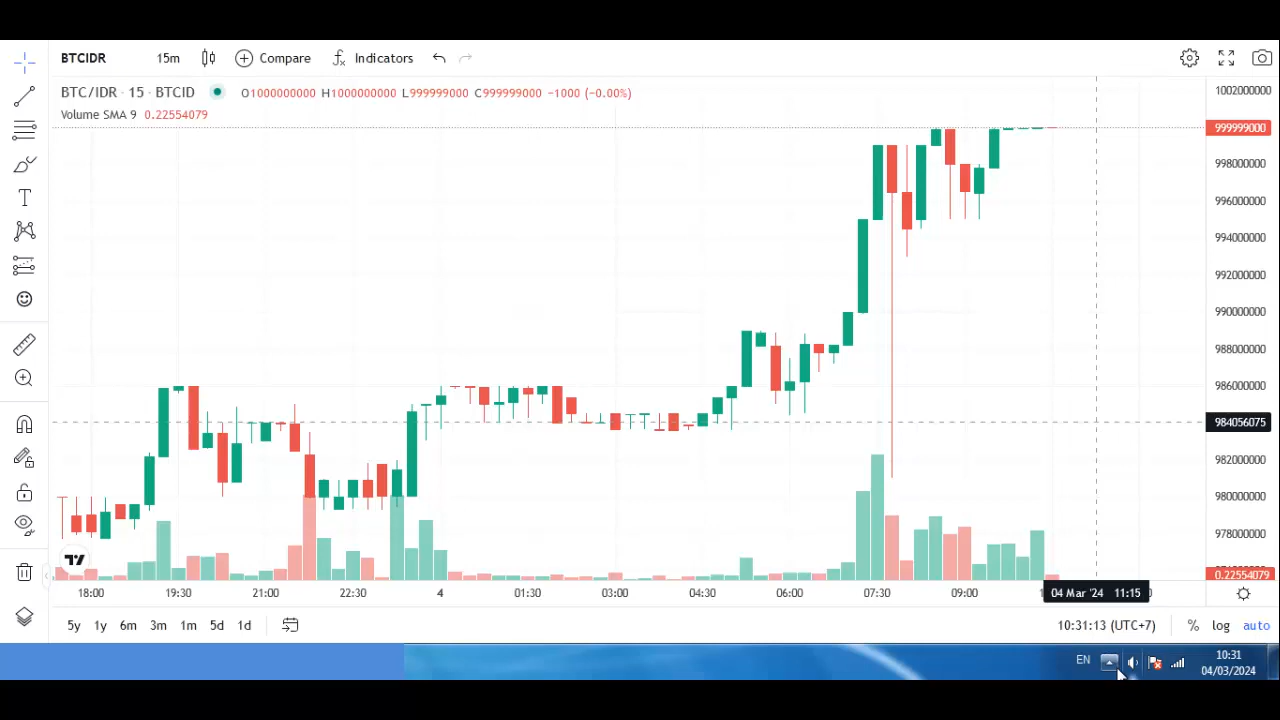 BTCIDR 15m Compare Indicators
1002000000
BTC/IDR · 15 · BTCID O1000000000 H1000000000 L999999000 C999999000 −1000 (−0.00%)
Volume SMA 9 0.22554079
999999000
998000000
996000000
994000000
992000000
990000000
988000000
986000000
984056075
982000000
980000000
978000000
0.22554079
18:00 19:30 21:00 22:30 4 01:30 03:00 04:30 06:00 07:30 09:00 04 Mar '24 11:15
5y 1y 6m 3m 1m 5d 1d 10:31:13 (UTC+7) % log auto
EN 10:31
04/03/2024